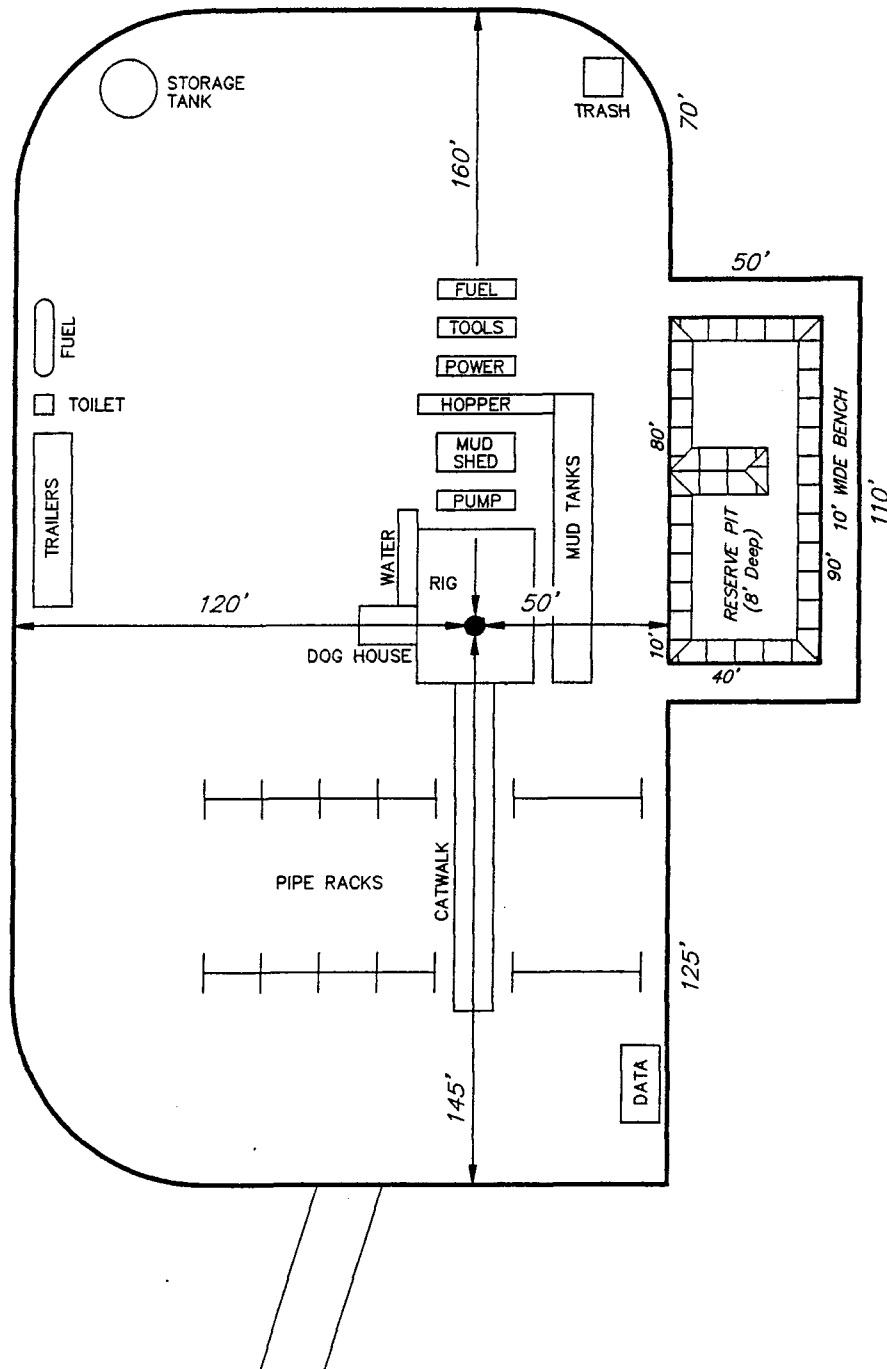 STORAGE
TANK
TRASH
70'
160'
50'
FUEL
FUEL
TOOLS
POWER
TOILET
HOPPER
TRAILERS
MUD
SHED
PUMP
MUD TANKS
80'
RESERVE PIT
(8' Deep)
90'
10' WIDE BENCH
110'
WATER
RIG
120'
50'
DOG HOUSE
10'
40'
PIPE RACKS
CATWALK
125'
145'
DATA